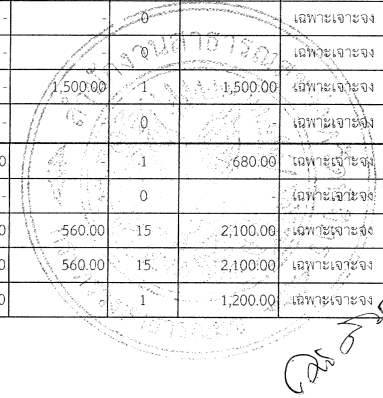 - - 0 - เฉพาะเจาะจง
- - 0 - เฉพาะเจาะจง
- 1,500.00 1 1,500.00 เฉพาะเจาะจง
- - 0 - เฉพาะเจาะจง
0 - 1 680.00 เฉพาะเจาะจง
- - 0 - เฉพาะเจาะจง
0 560.00 15 2,100.00 เฉพาะเจาะจง
0 560.00 15 2,100.00 เฉพาะเจาะจง
0 1 1,200.00 เฉพาะเจาะจง